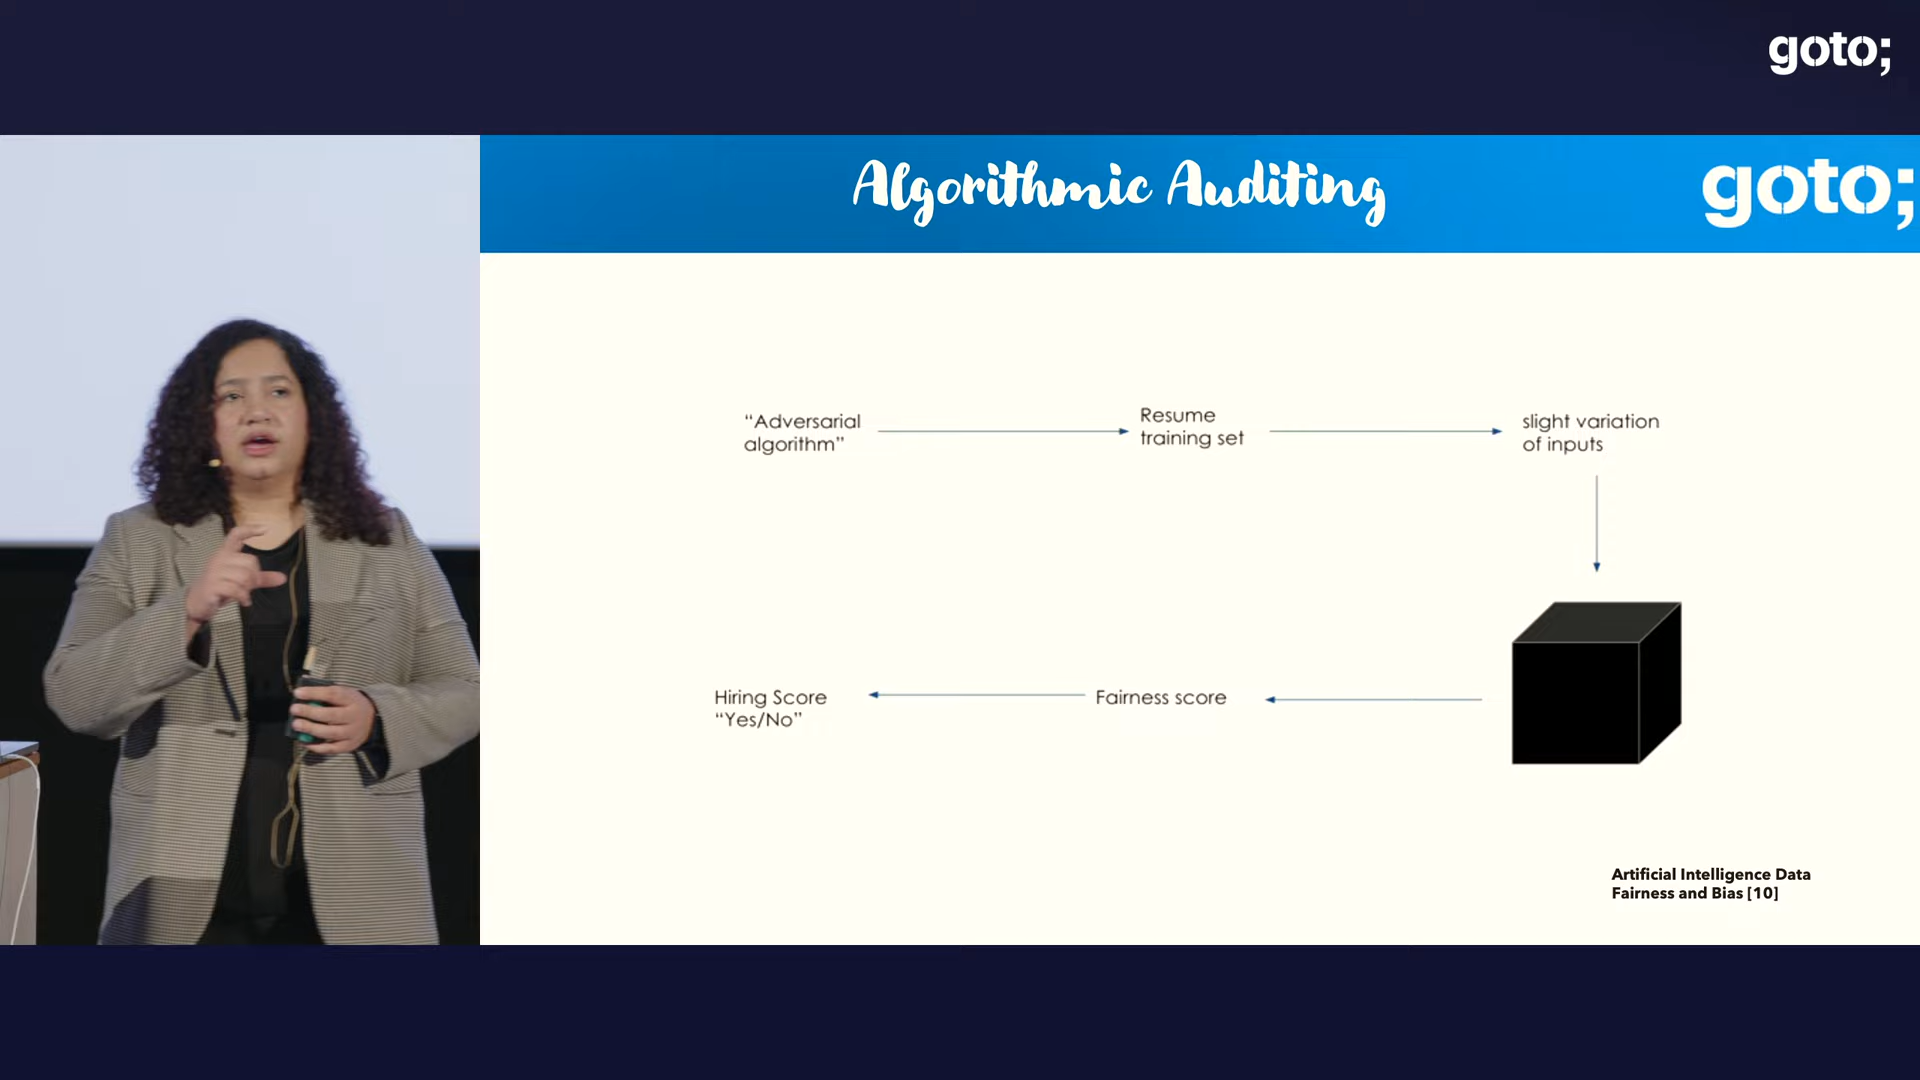 goto;
Algorithmic Auditing
goto;
“Adversarial
algorithm”
Resume
training set
slight variation
of inputs
Hiring Score
“Yes/No”
Fairness score
Artificial Intelligence Data
Fairness and Bias [10]